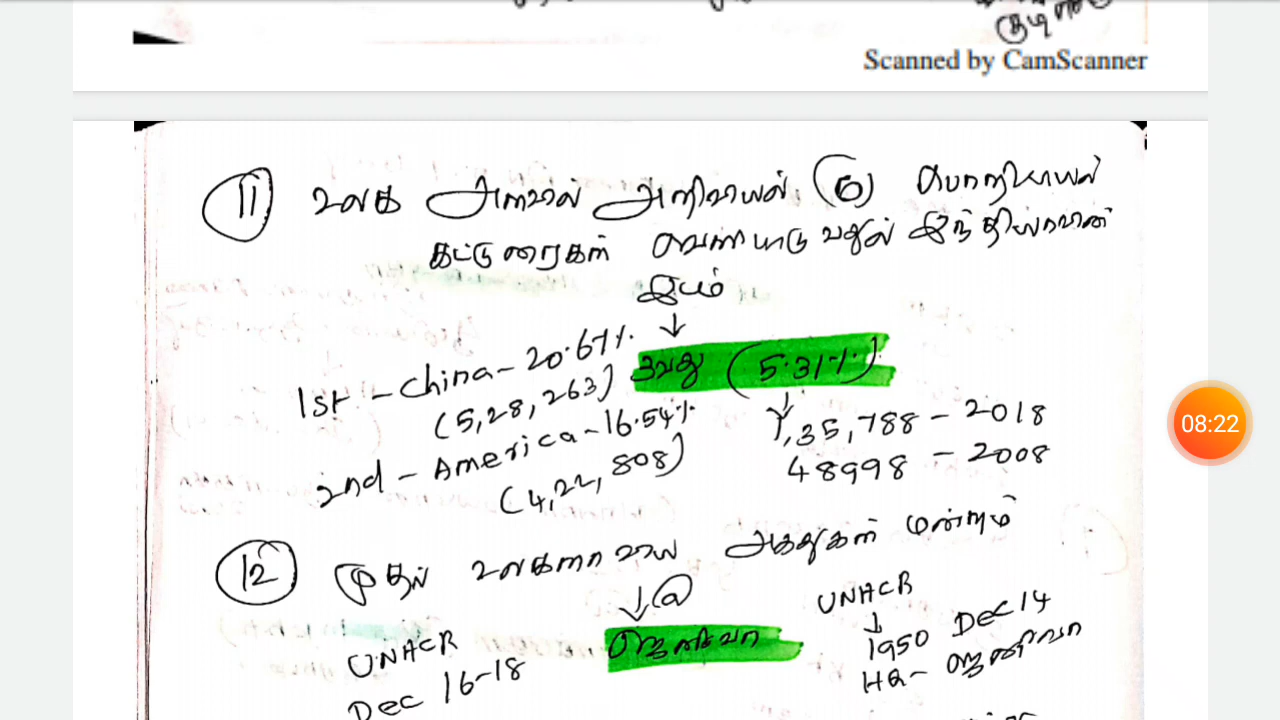 குடி
Scanned by CamScanner
11 உலக அளவில் அறிவியல் & பொறியியல்
கட்டுரைகள் வெளியிடுவதில் இந்தியாவின்
இடம்
↓
1st - China - 20.67%
(5,28,263)
3வது (5.31%)
↓
2nd - America - 16.54%
(4,22,808)
1,35,788 - 2018
48998 - 2008
12 முதல் உலகளாவிய அகதிகள் மன்றம்
↓ @
ஜெனிவா
UNHCR
Dec 16-18
UNHCR
↓
1950 Dec 14
HQ - ஜெனிவா
08:22